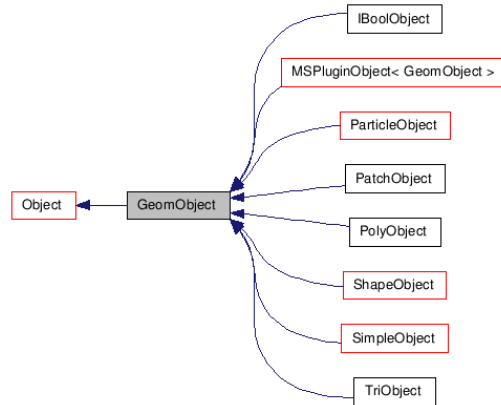 IBoolObject
MSPluginObject< GeomObject >
ParticleObject
PatchObject
Object
GeomObject
PolyObject
ShapeObject
SimpleObject
TriObject